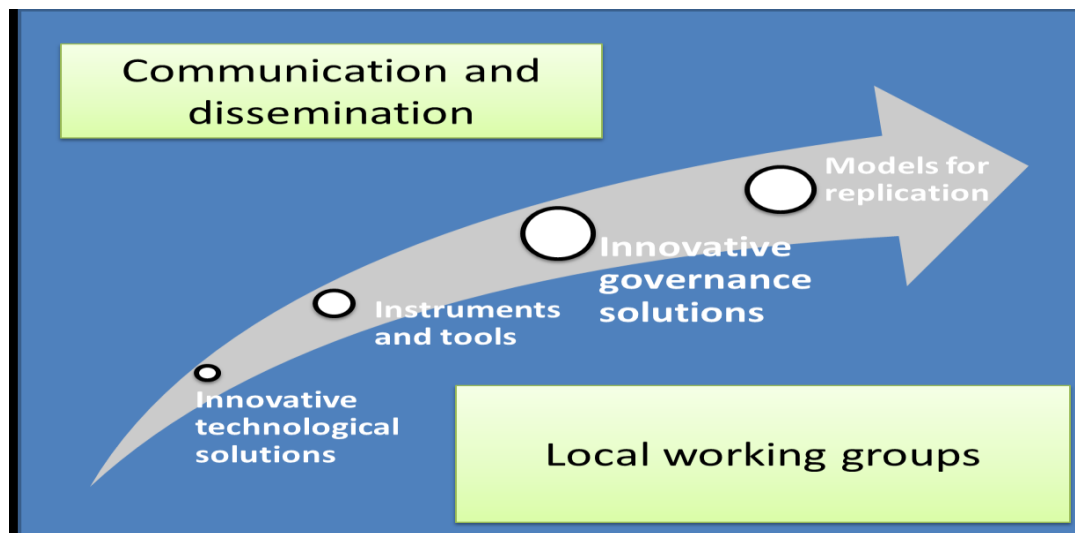 Communication and
dissemination
Models for
replication
Innovative
governance
solutions
Instruments
and tools
Innovative
technological
solutions
Local working groups